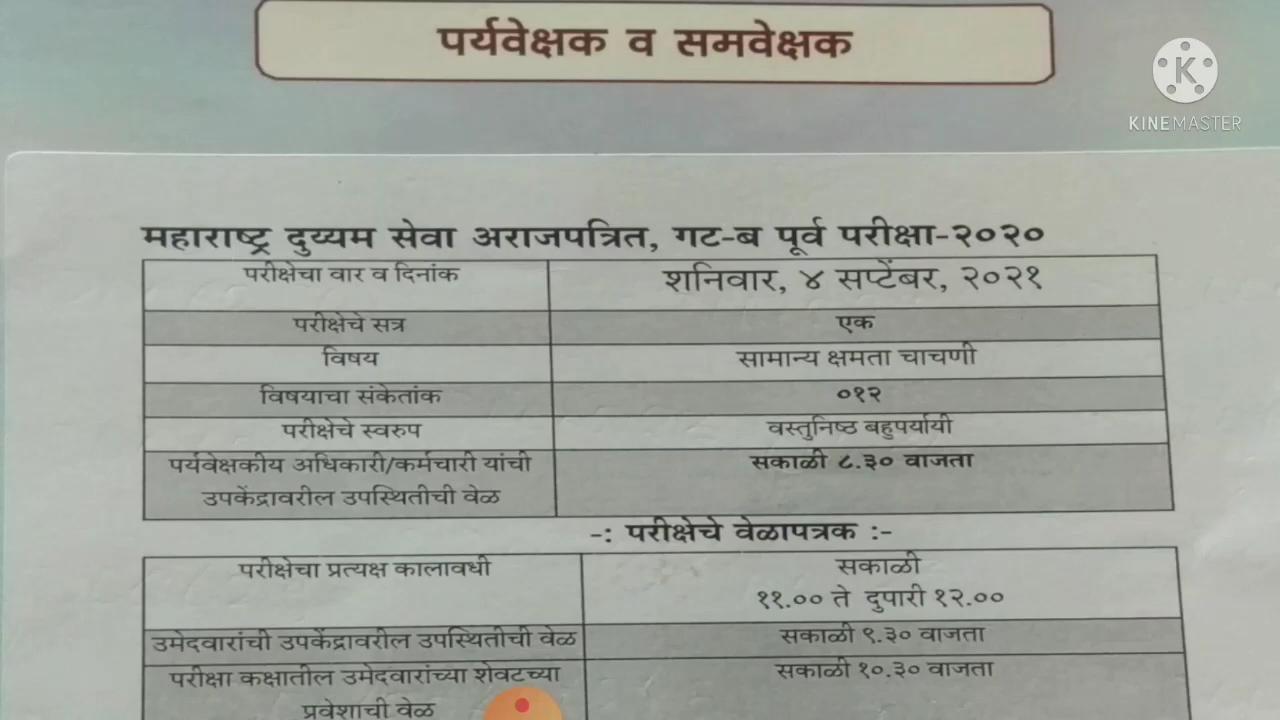 पर्यवेक्षक व समवेक्षक
KINEMASTER
महाराष्ट्र दुय्यम सेवा अराजपत्रित, गट-ब पूर्व परीक्षा-२०२०
परीक्षेचा वार व दिनांक शनिवार, ४ सप्टेंबर, २०२१
परीक्षेचे सत्र एक
विषय सामान्य क्षमता चाचणी
विषयाचा संकेतांक ०१२
परीक्षेचे स्वरुप वस्तुनिष्ठ बहुपर्यायी
पर्यवेक्षकीय अधिकारी/कर्मचारी यांची सकाळी ८.३० वाजता
उपकेंद्रावरील उपस्थितीची वेळ
-: परीक्षेचे वेळापत्रक :-
परीक्षेचा प्रत्यक्ष कालावधी सकाळी
११.०० ते दुपारी १२.००
उमेदवारांची उपकेंद्रावरील उपस्थितीची वेळ सकाळी ९.३० वाजता
परीक्षा कक्षातील उमेदवारांच्या शेवटच्या सकाळी १०.३० वाजता
प्रवेशाची वेळ